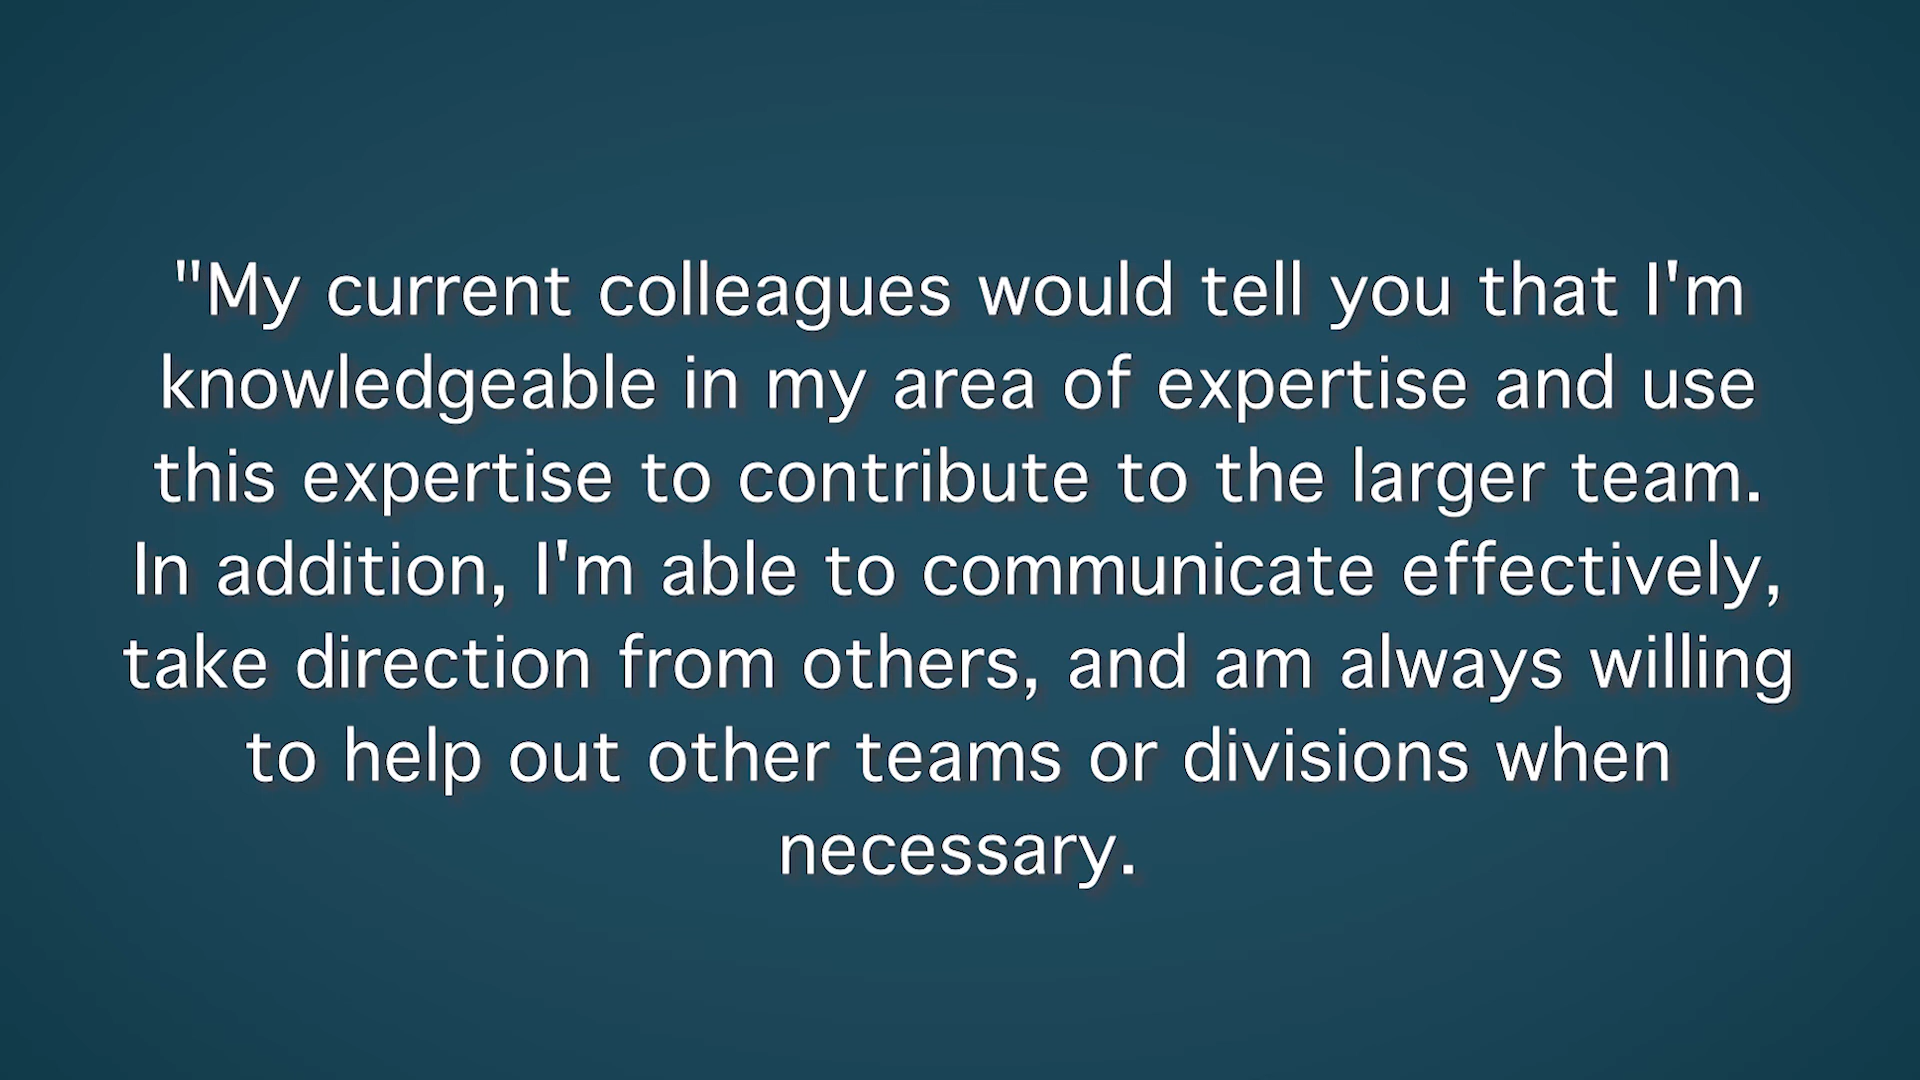 "My current colleagues would tell you that I'm
knowledgeable in my area of expertise and use
this expertise to contribute to the larger team.
In addition, I'm able to communicate effectively,
take direction from others, and am always willing
to help out other teams or divisions when
necessary.